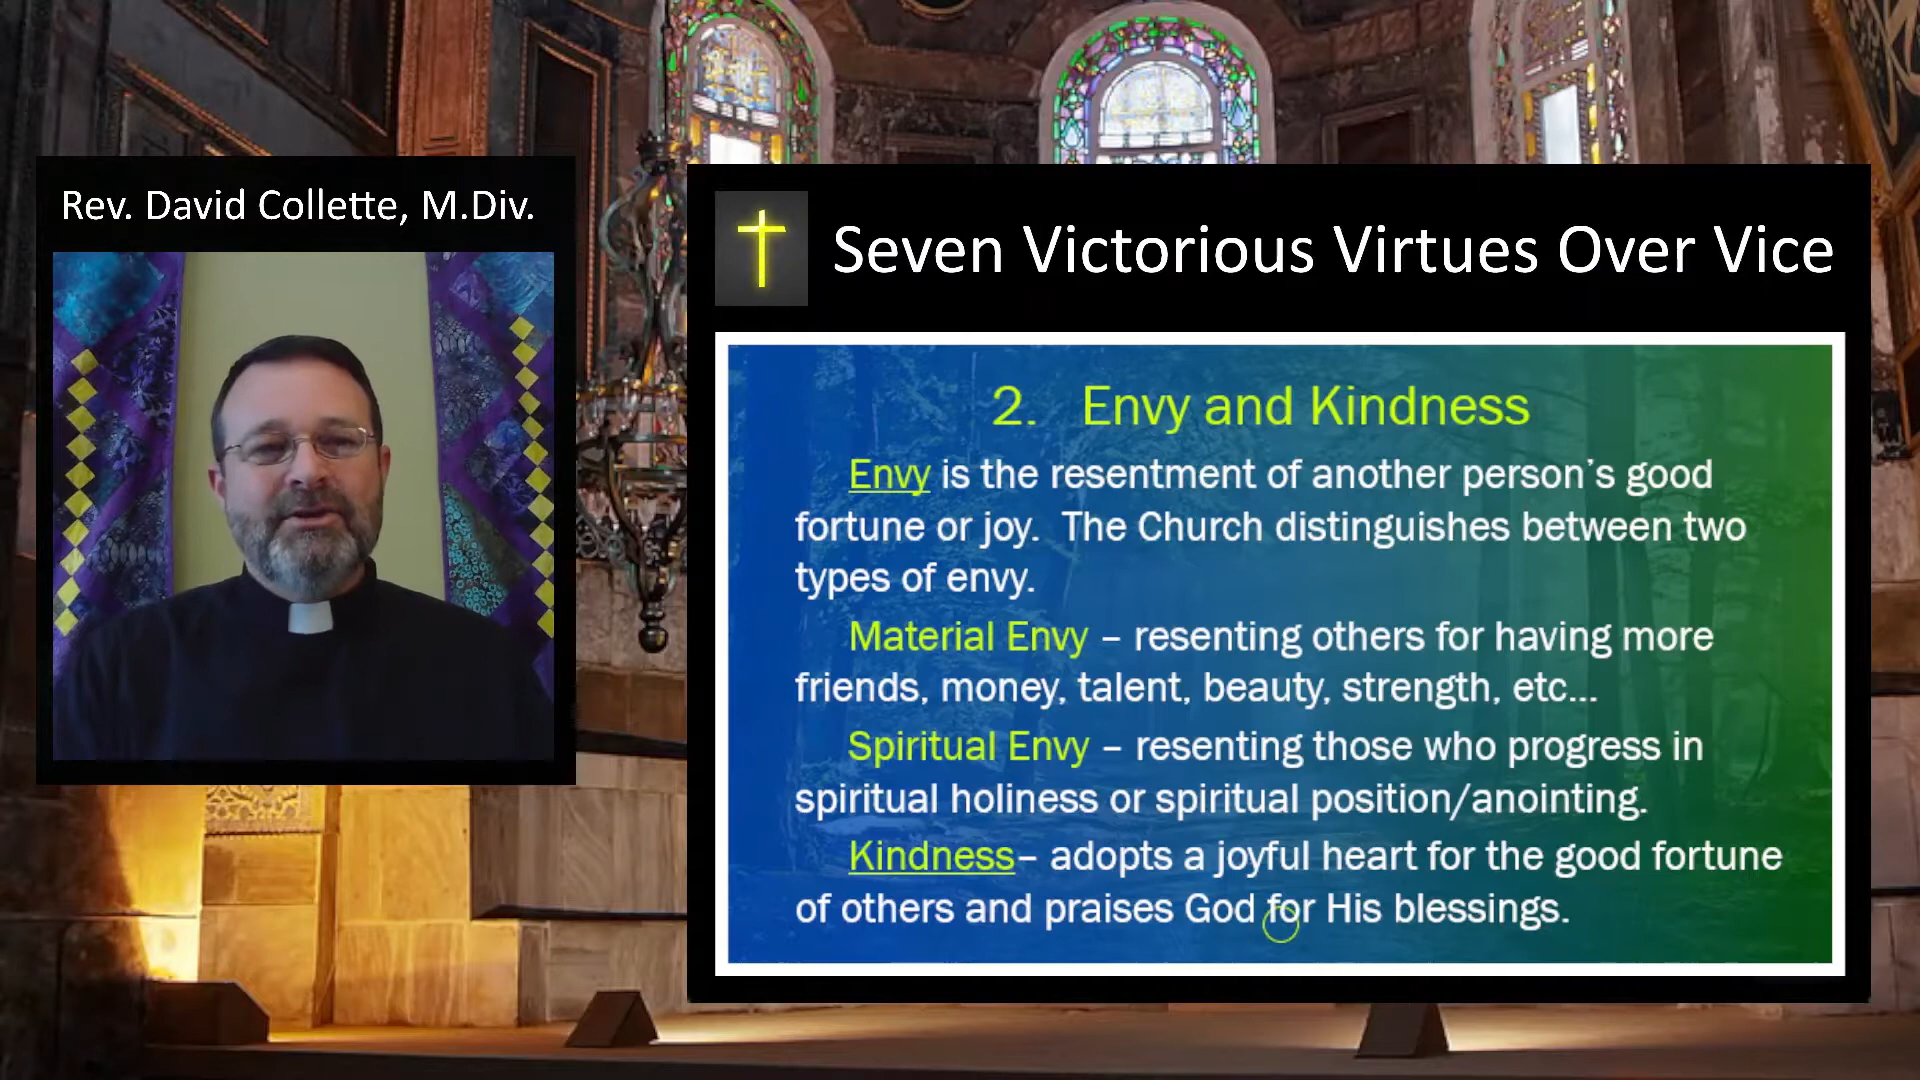 Rev. David Collette, M.Div.
Seven Victorious Virtues Over Vice
2. Envy and Kindness
Envy is the resentment of another person’s good
fortune or joy. The Church distinguishes between two
types of envy.
Material Envy – resenting others for having more
friends, money, talent, beauty, strength, etc...
Spiritual Envy – resenting those who progress in
spiritual holiness or spiritual position/anointing.
Kindness– adopts a joyful heart for the good fortune
of others and praises God for His blessings.